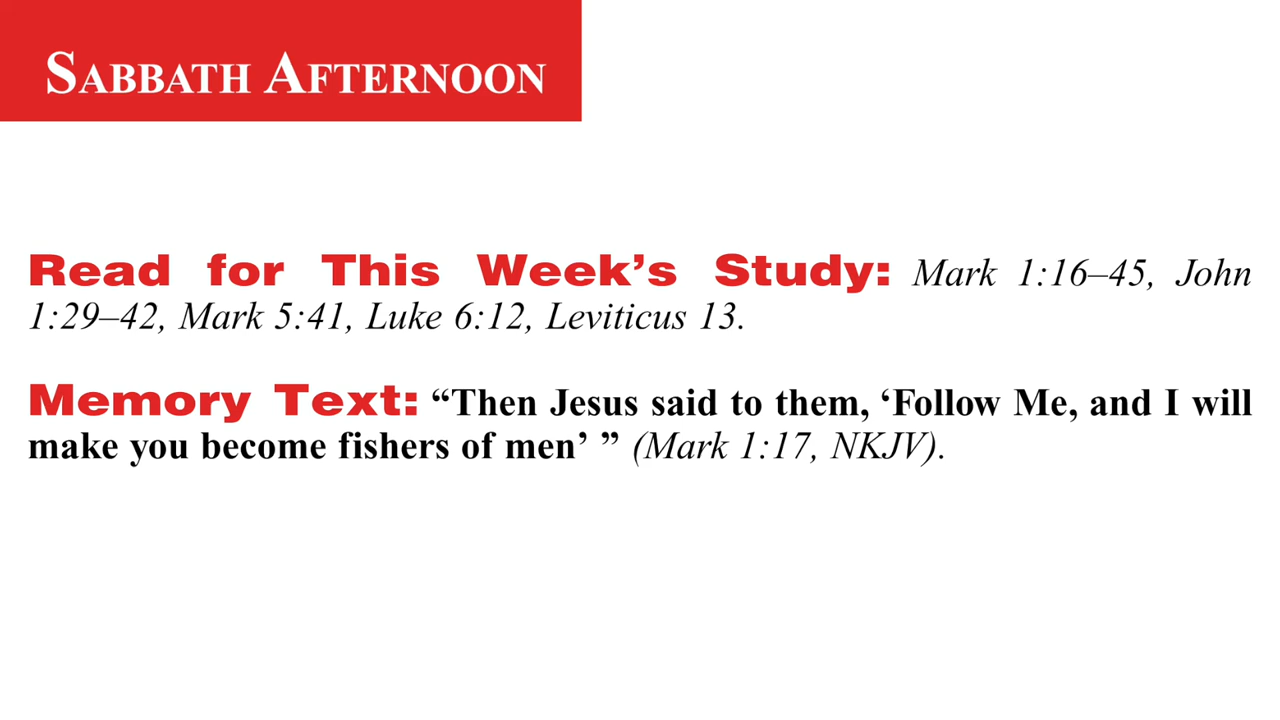 SABBATH AFTERNOON
Read for This Week’s Study: Mark 1:16–45, John
1:29–42, Mark 5:41, Luke 6:12, Leviticus 13.
Memory Text: “Then Jesus said to them, ‘Follow Me, and I will
make you become fishers of men’ ” (Mark 1:17, NKJV).